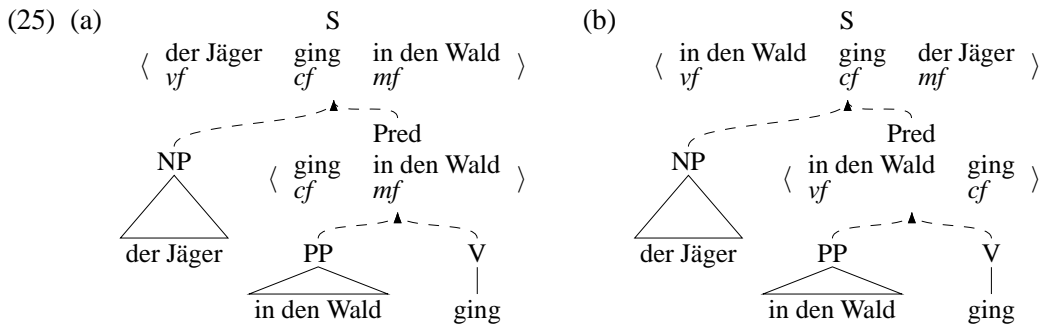 (25) (a) S (b) S
⟨ der Jäger ging in den Wald ⟩ ⟨ in den Wald ging der Jäger ⟩
vf cf mf vf cf mf
Pred Pred
NP ⟨ ging in den Wald ⟩ NP ⟨ in den Wald ging ⟩
cf mf vf cf
der Jäger PP V der Jäger PP V
in den Wald ging in den Wald ging